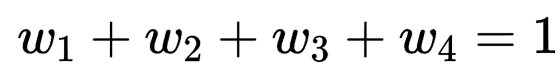 w₁ + w₂ + w₃ + w₄ = 1